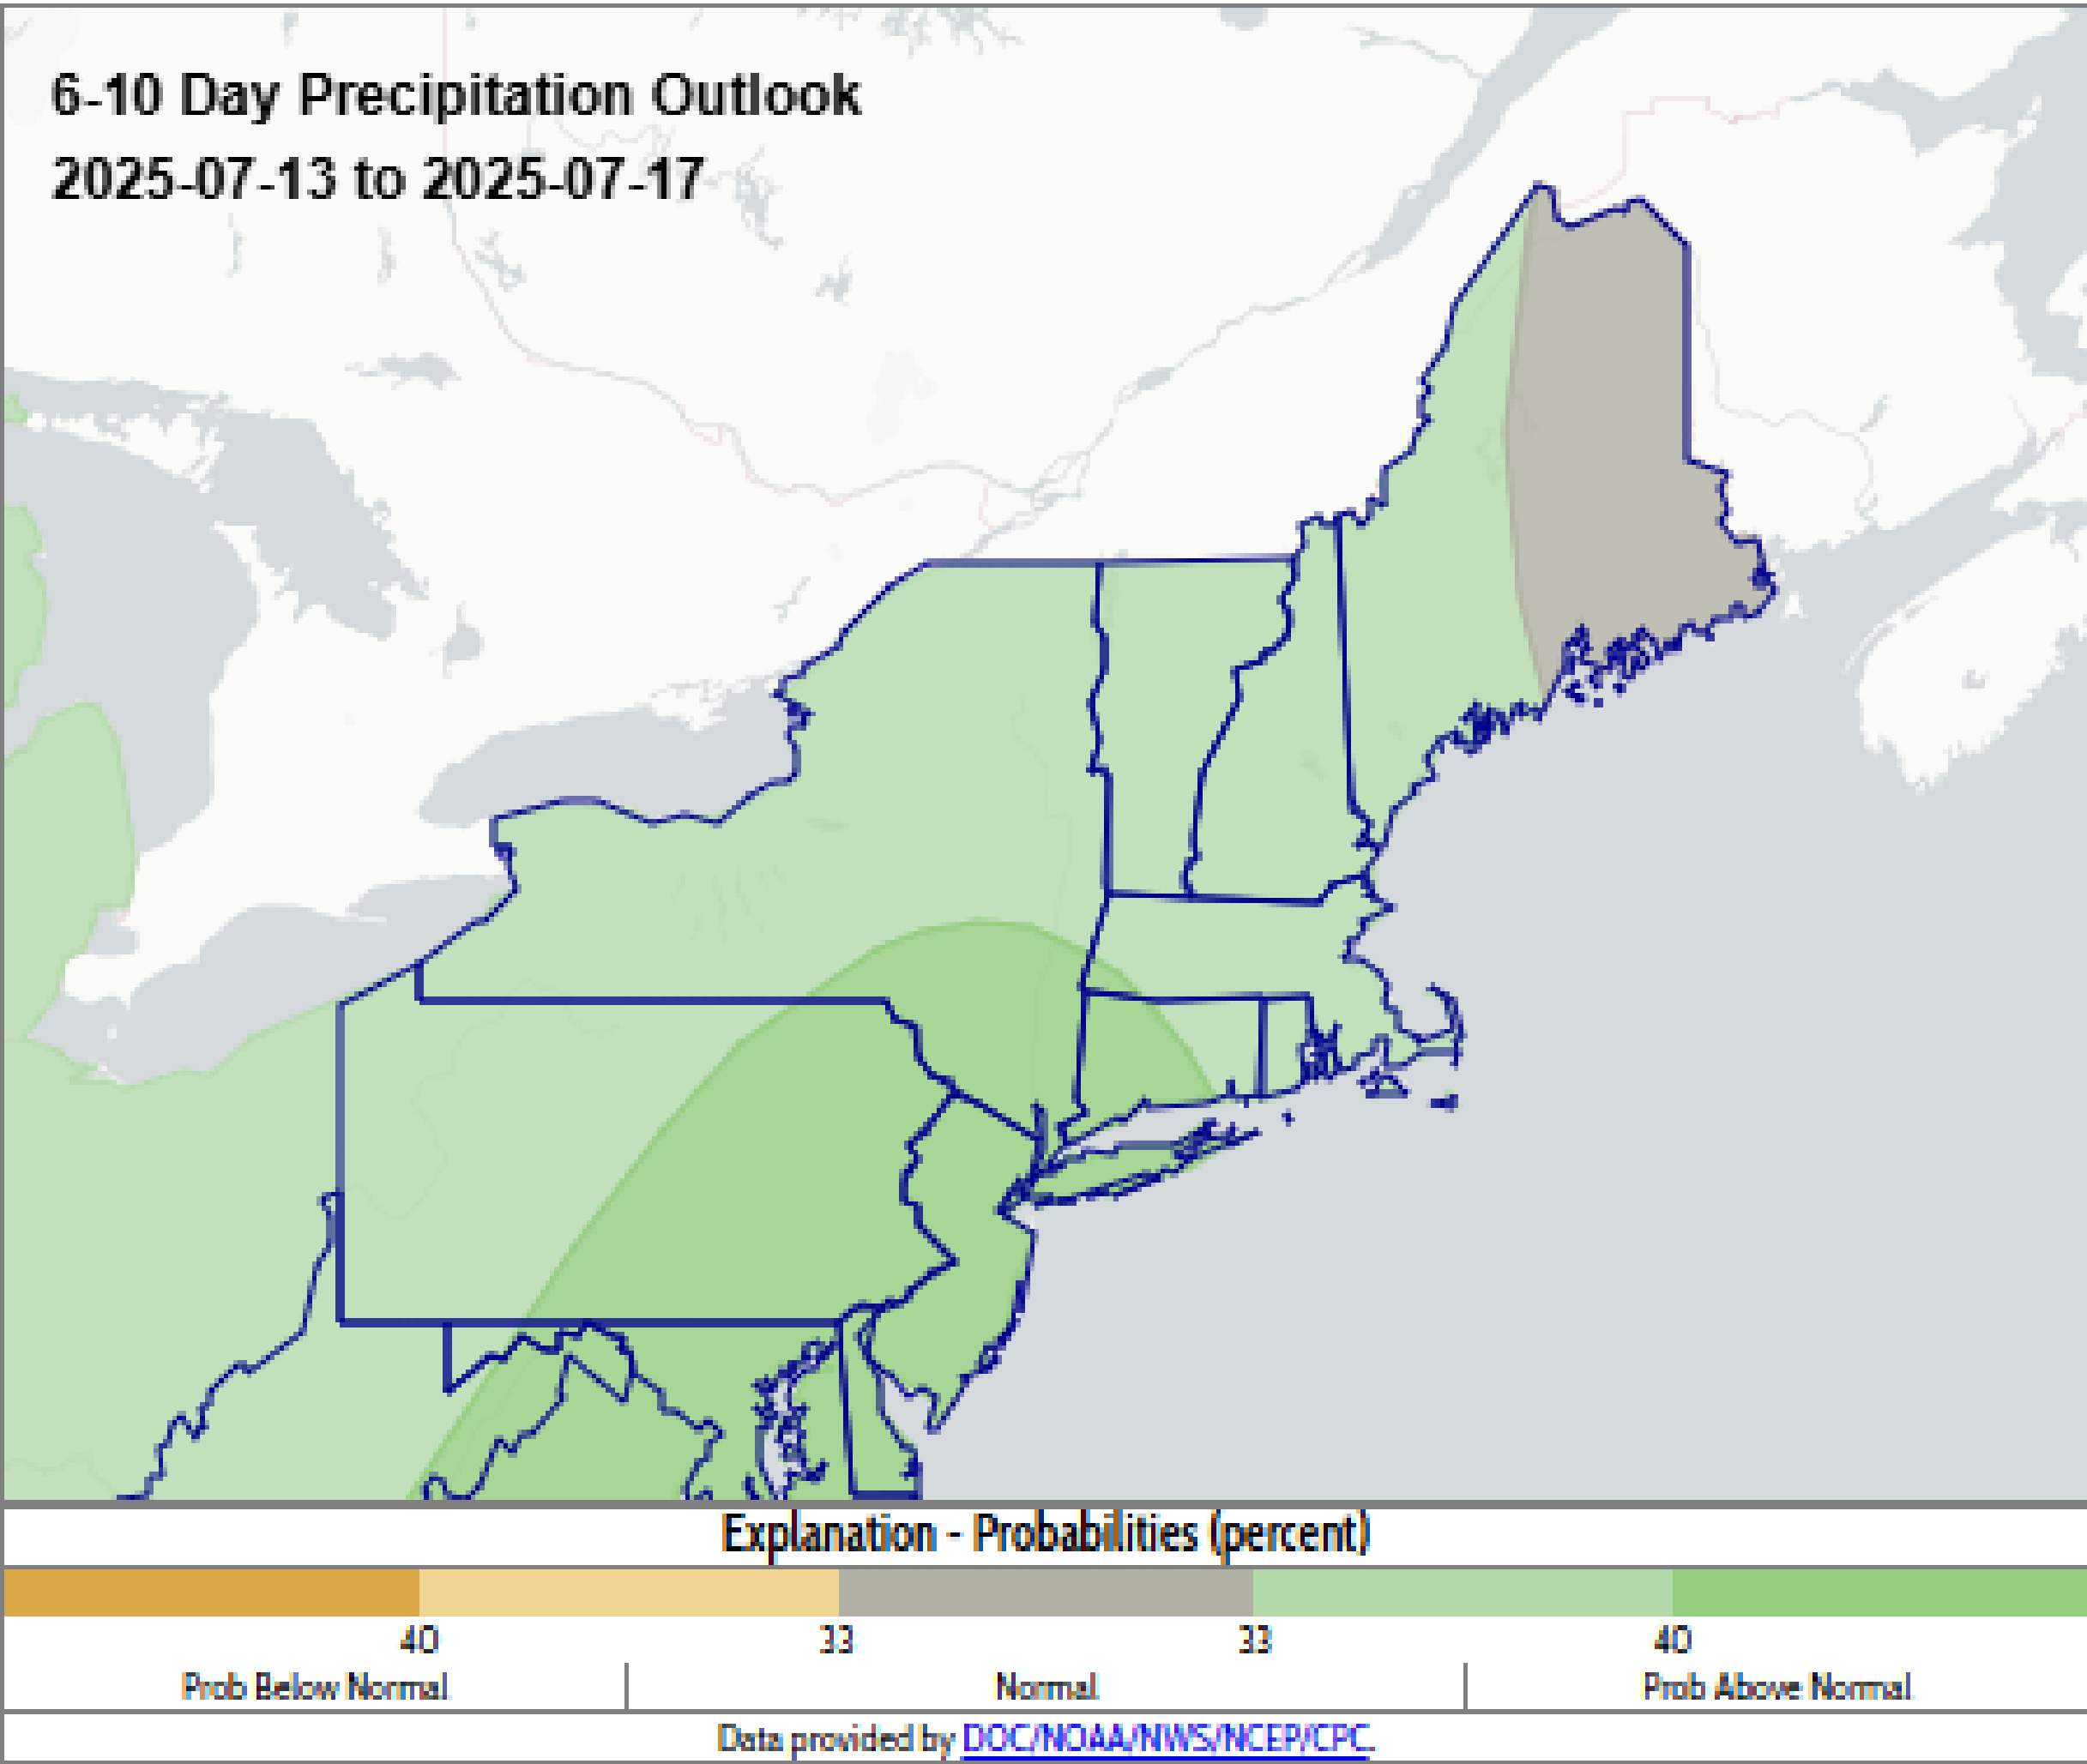 6-10 Day Precipitation Outlook
2025-07-13 to 2025-07-17
Explanation - Probabilities (percent)
40 33 33 40
Prob Below Normal Normal Prob Above Normal
Data provided by DOC/NOAA/NWS/NCEP/CPC.